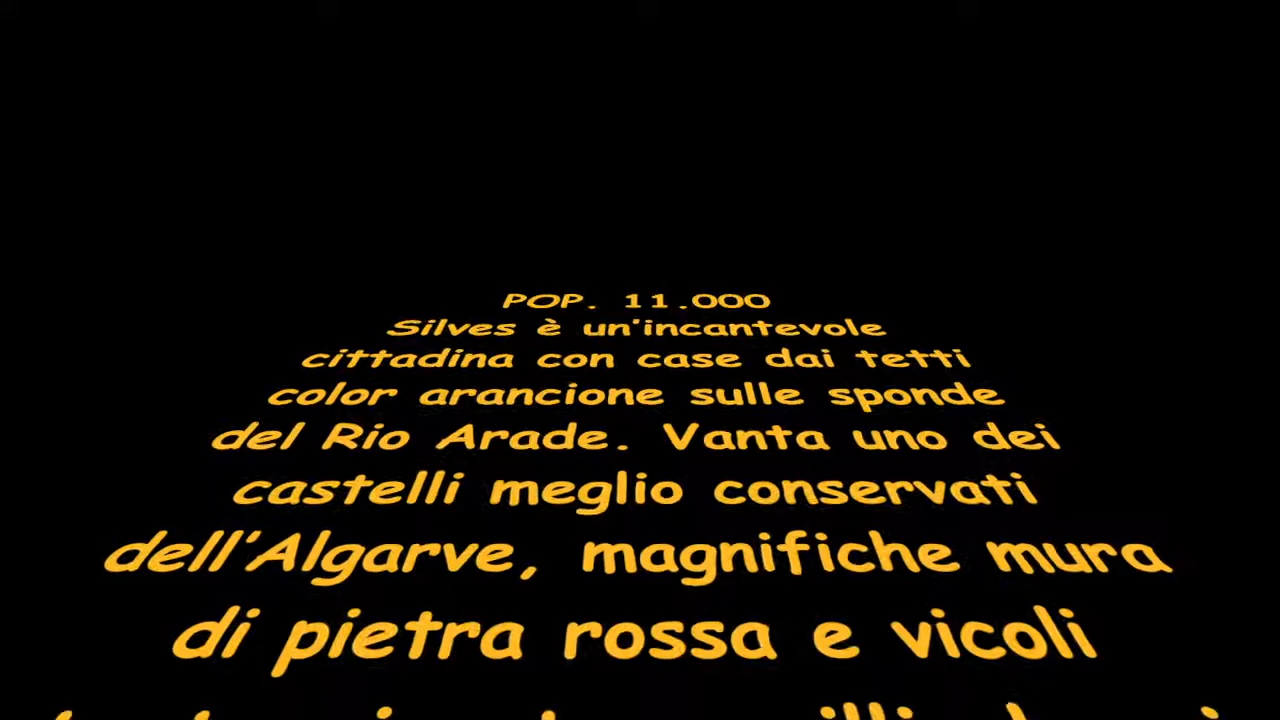 POP. 11.000
Silves è un'incantevole
cittadina con case dai tetti
color arancione sulle sponde
del Rio Arade. Vanta uno dei
castelli meglio conservati
dell'Algarve, magnifiche mura
di pietra rossa e vicoli